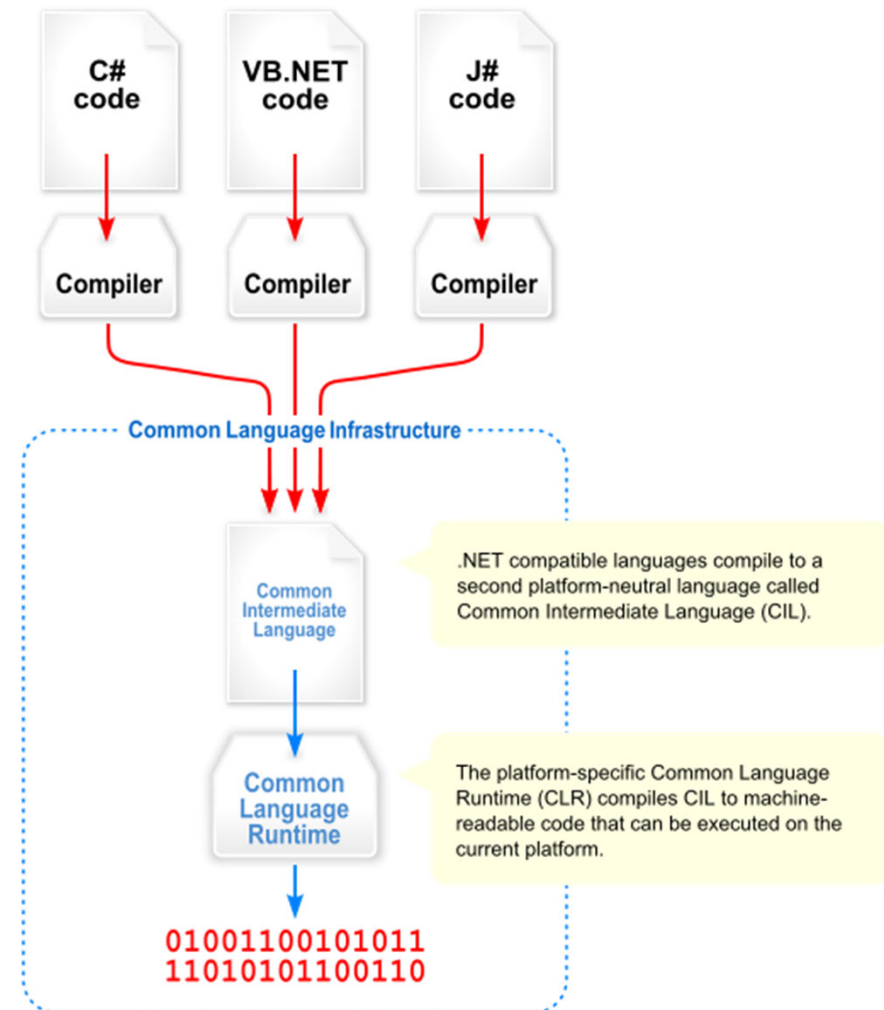 C#
code
VB.NET
code
J#
code
Compiler
Compiler
Compiler
Common Language Infrastructure
Common
Intermediate
Language
.NET compatible languages compile to a
second platform-neutral language called
Common Intermediate Language (CIL).
Common
Language
Runtime
The platform-specific Common Language
Runtime (CLR) compiles CIL to machine-
readable code that can be executed on the
current platform.
01001100101011
11010101100110